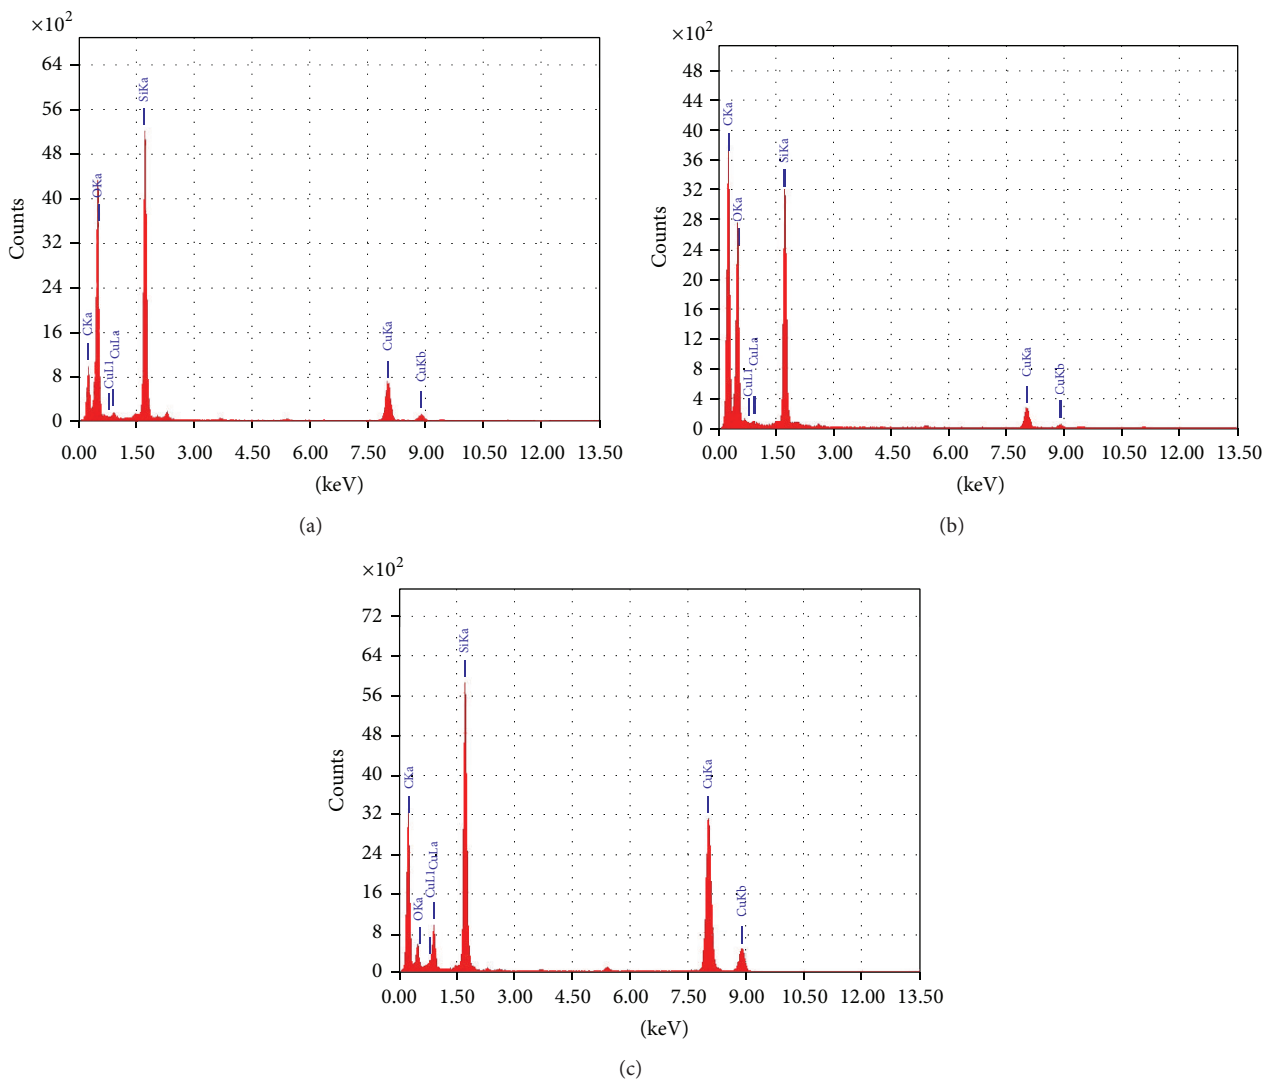 ×10²
64
56
48
40
32
24
16
8
0
Counts
CKa
OKa
CuL1
CuLa
SiKa
CuKa
CuKb
0.00 1.50 3.00 4.50 6.00 7.50 9.00 10.50 12.00 13.50
(keV)
(a)
×10²
48
44
40
36
32
28
24
20
16
12
8
4
0
Counts
CKa
OKa
CuL1
CuLa
SiKa
CuKa
CuKb
0.00 1.50 3.00 4.50 6.00 7.50 9.00 10.50 12.00 13.50
(keV)
(b)
×10²
72
64
56
48
40
32
24
16
8
0
Counts
CKa
OKa
CuL1
CuLa
SiKa
CuKa
CuKb
0.00 1.50 3.00 4.50 6.00 7.50 9.00 10.50 12.00 13.50
(keV)
(c)